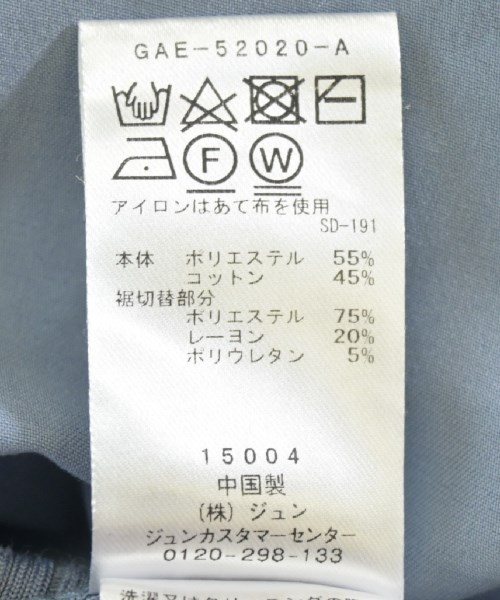 GAE-52020-A
F W
アイロンはあて布を使用
SD-191
本体 ポリエステル 55%
コットン 45%
裾切替部分
ポリエステル 75%
レーヨン 20%
ポリウレタン 5%
15004
中国製
(株)ジュン
ジュンカスタマーセンター
0120-298-133